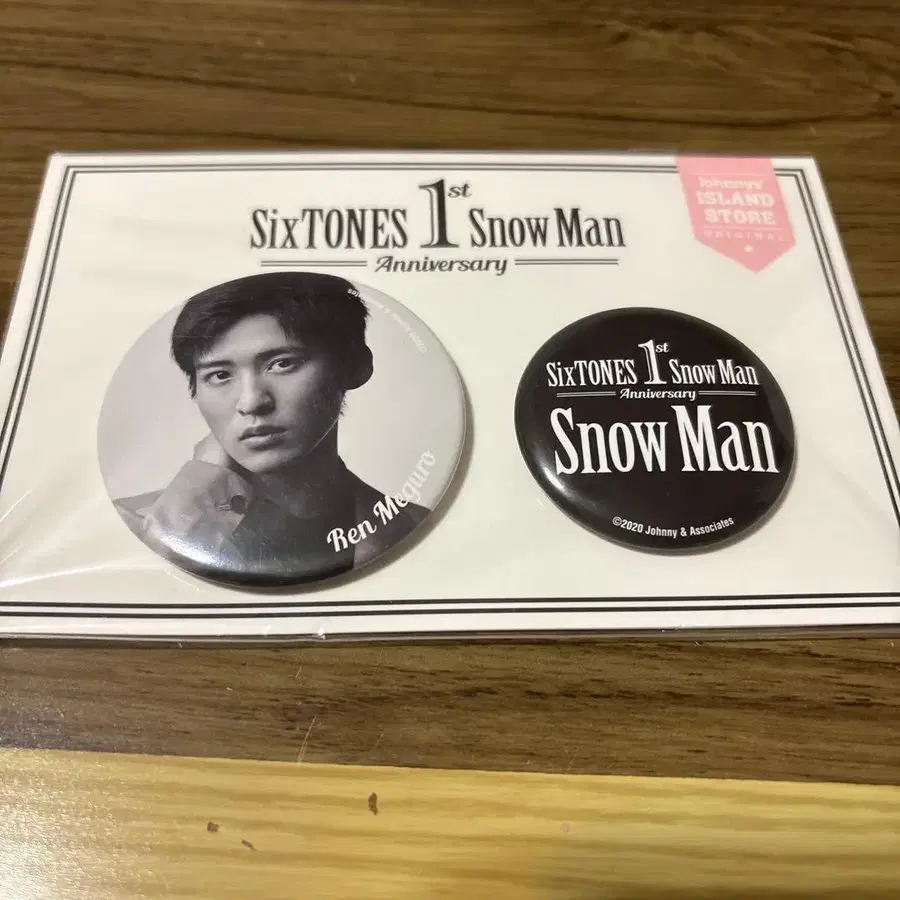 SixTONES 1st Snow Man
Anniversary
Johnnys'
ISLAND
STORE
ORIGINAL
Ren Meguro
SixTONES 1st Snow Man
Anniversary
Snow Man
©2020 Johnny & Associates